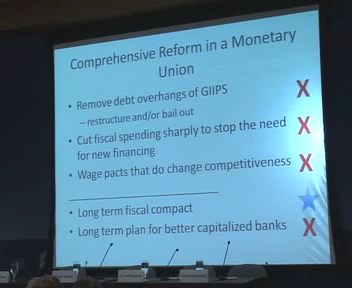 Comprehensive Reform in a Monetary
Union
• Remove debt overhangs of GIIPS
– restructure and/or bail out
X
• Cut fiscal spending sharply to stop the need
for new financing
X
• Wage pacts that do change competitiveness
X
• Long term fiscal compact
• Long term plan for better capitalized banks
X